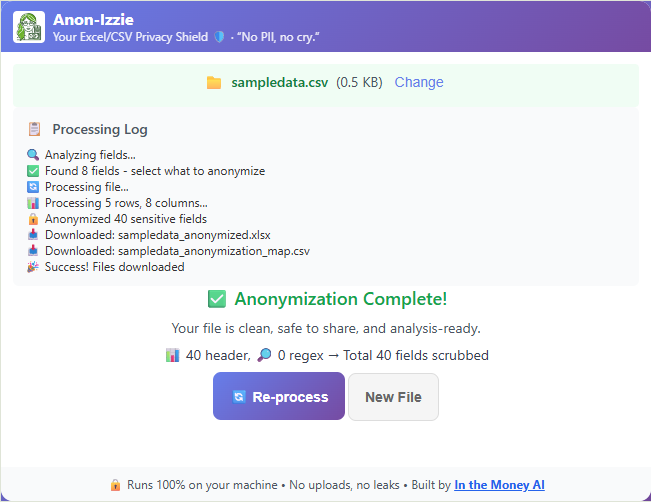 Anon-Izzie
Your Excel/CSV Privacy Shield 🛡️ · “No PII, no cry.”
📁 sampledata.csv (0.5 KB) Change
📋 Processing Log
🔍 Analyzing fields...
✅ Found 8 fields - select what to anonymize
🔄 Processing file...
📊 Processing 5 rows, 8 columns...
🔒 Anonymized 40 sensitive fields
📥 Downloaded: sampledata_anonymized.xlsx
📥 Downloaded: sampledata_anonymization_map.csv
🎉 Success! Files downloaded
✅ Anonymization Complete!
Your file is clean, safe to share, and analysis-ready.
📊 40 header, 🔎 0 regex → Total 40 fields scrubbed
🔄 Re-process New File
🔒 Runs 100% on your machine • No uploads, no leaks • Built by In the Money AI